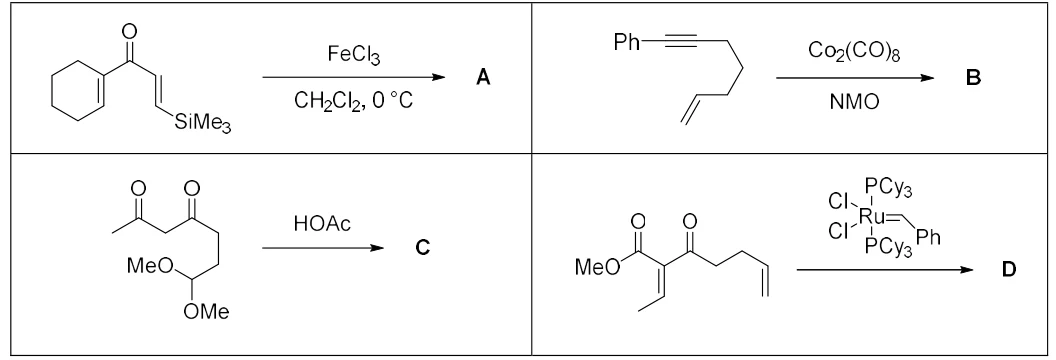 O
SiMe3
FeCl3
CH2Cl2, 0 °C
A
Ph
Co2(CO)8
NMO
B
O
O
MeO
OMe
HOAc
C
O
O
MeO
PCy3
Cl
Ru
Cl
Ph
PCy3
D